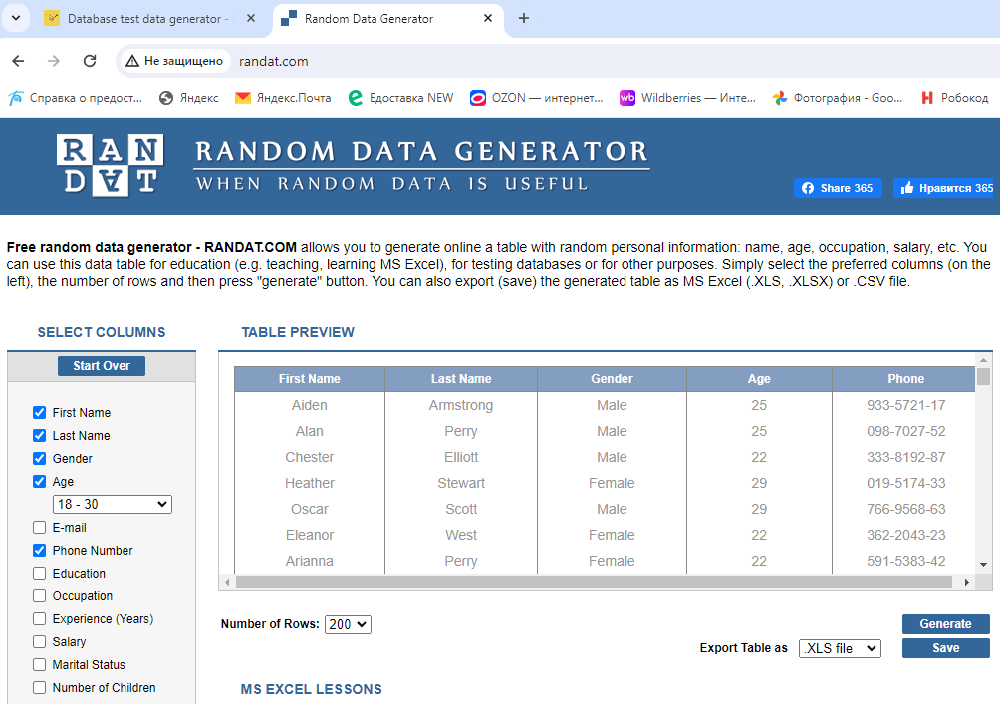 Database test data generator -
Random Data Generator
Не защищено randat.com
Справка о предост... Яндекс Яндекс.Почта Едоставка NEW OZON — интернет... wb Wildberries — Инте... Фотография - Goo... H Робокод
RAN
DAT
RANDOM DATA GENERATOR
WHEN RANDOM DATA IS USEFUL
Share 365 Нравится 365
Free random data generator - RANDAT.COM allows you to generate online a table with random personal information: name, age, occupation, salary, etc. You
can use this data table for education (e.g. teaching, learning MS Excel), for testing databases or for other purposes. Simply select the preferred columns (on the
left), the number of rows and then press "generate" button. You can also export (save) the generated table as MS Excel (.XLS, .XLSX) or .CSV file.
SELECT COLUMNS
Start Over
First Name
Last Name
Gender
Age
18 - 30
E-mail
Phone Number
Education
Occupation
Experience (Years)
Salary
Marital Status
Number of Children
TABLE PREVIEW
First Name Last Name Gender Age Phone
Aiden Armstrong Male 25 933-5721-17
Alan Perry Male 25 098-7027-52
Chester Elliott Male 22 333-8192-87
Heather Stewart Female 29 019-5174-33
Oscar Scott Male 29 766-9568-63
Eleanor West Female 22 362-2043-23
Arianna Perry Female 22 591-5383-42
Number of Rows: 200
Generate
Export Table as .XLS file Save
MS EXCEL LESSONS